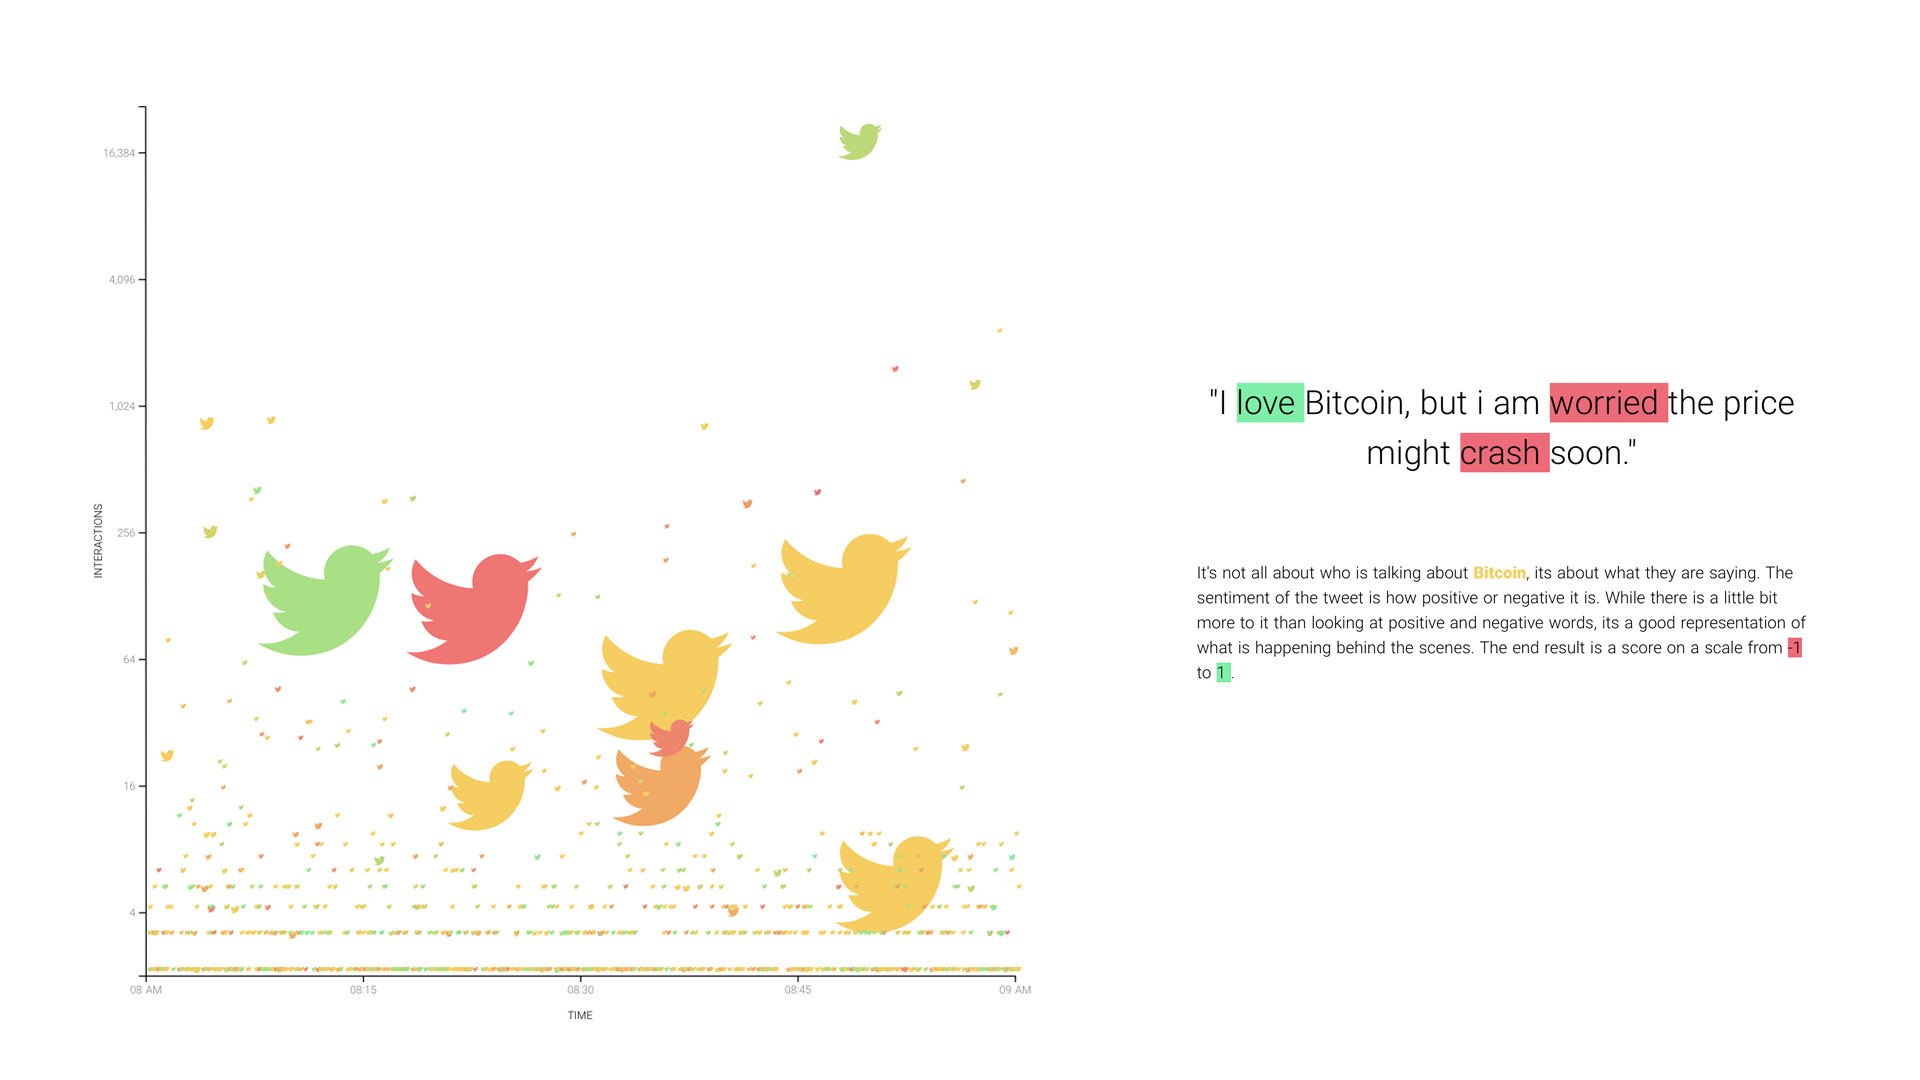 16,384
4,096
1,024
256
64
16
4
INTERACTIONS
08 AM
08:15
08:30
08:45
09 AM
TIME
"I love Bitcoin, but i am worried the price
might crash soon."
It's not all about who is talking about Bitcoin, its about what they are saying. The
sentiment of the tweet is how positive or negative it is. While there is a little bit
more to it than looking at positive and negative words, its a good representation of
what is happening behind the scenes. The end result is a score on a scale from -1
to 1 .